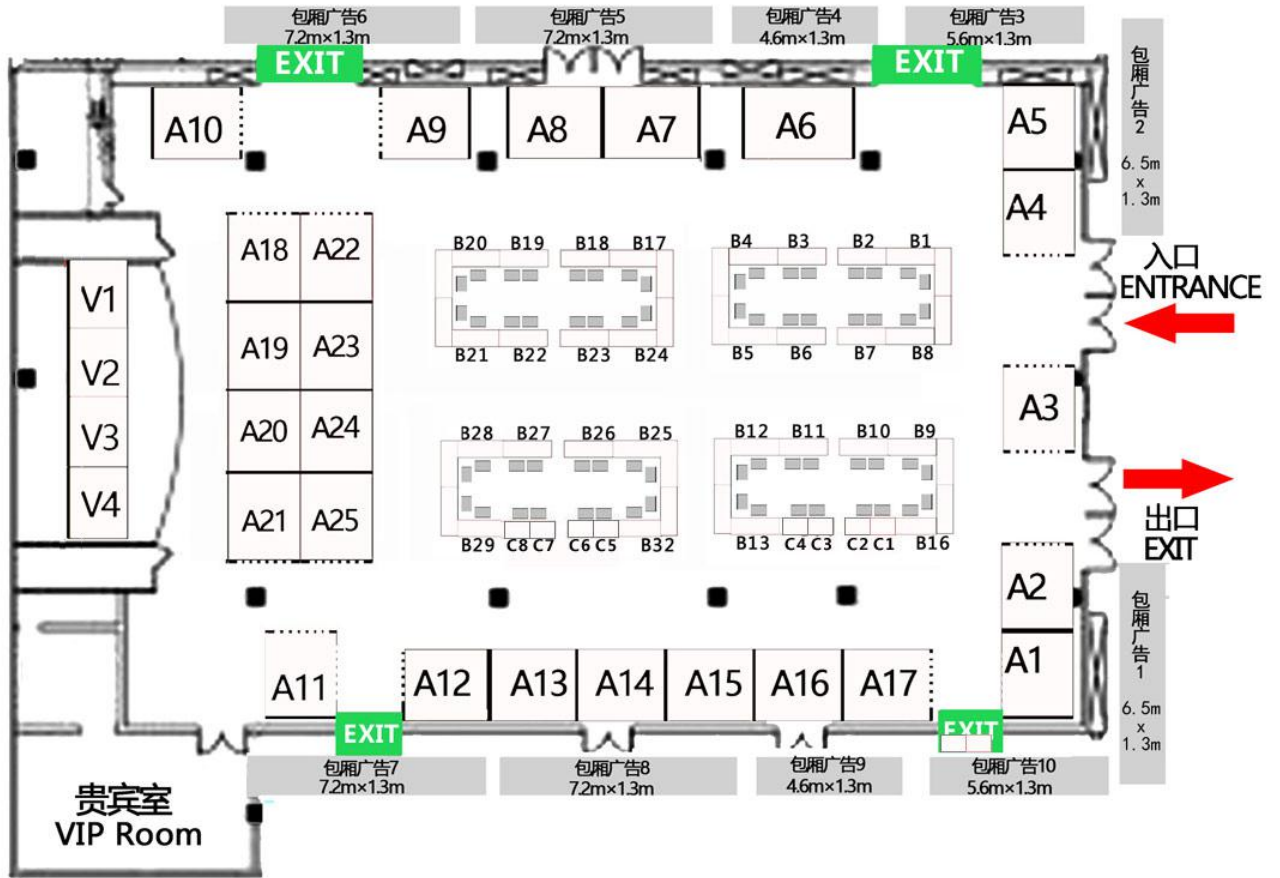 包厢广告6
7.2m×1.3m
包厢广告5
7.2m×1.3m
包厢广告4
4.6m×1.3m
包厢广告3
5.6m×1.3m
EXIT
EXIT
包厢广告2
6.5m
x
1.3m
A10
A9
A8
A7
A6
A5
A4
A18
A22
B20
B19
B18
B17
B4
B3
B2
B1
入口
ENTRANCE
V1
V2
V3
V4
A19
A23
B21
B22
B23
B24
B5
B6
B7
B8
A20
A24
A3
B28
B27
B26
B25
B12
B11
B10
B9
A21
A25
B29
C8
C7
C6
C5
B32
B13
C4
C3
C2
C1
B16
出口
EXIT
A2
A1
包厢广告1
6.5m
x
1.3m
A11
A12
A13
A14
A15
A16
A17
EXIT
EXIT
包厢广告7
7.2m×1.3m
包厢广告8
7.2m×1.3m
包厢广告9
4.6m×1.3m
包厢广告10
5.6m×1.3m
贵宾室
VIP Room